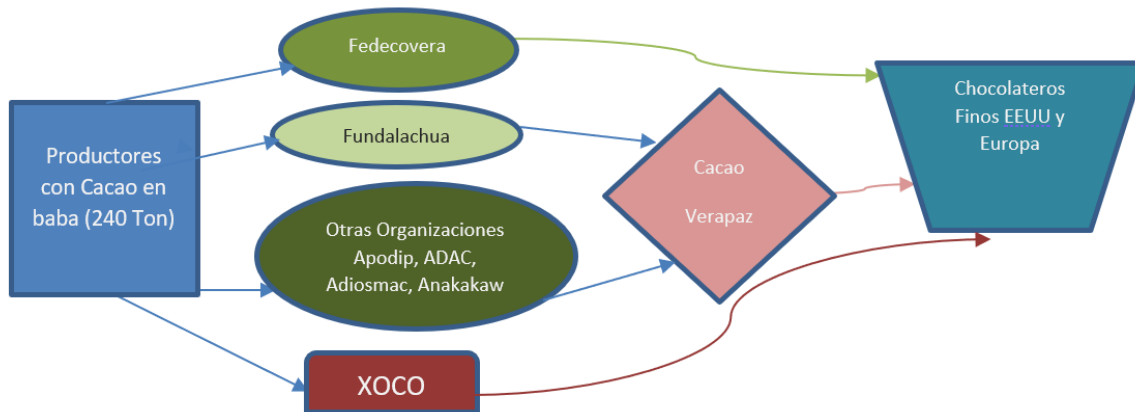 Fedecovera
Chocolateros
Finos EEUU y
Europa
Fundalachua
Productores
con Cacao en
baba (240 Ton)
Cacao
Verapaz
Otras Organizaciones
Apodip, ADAC,
Adiosmac, Anakakaw
XOCO